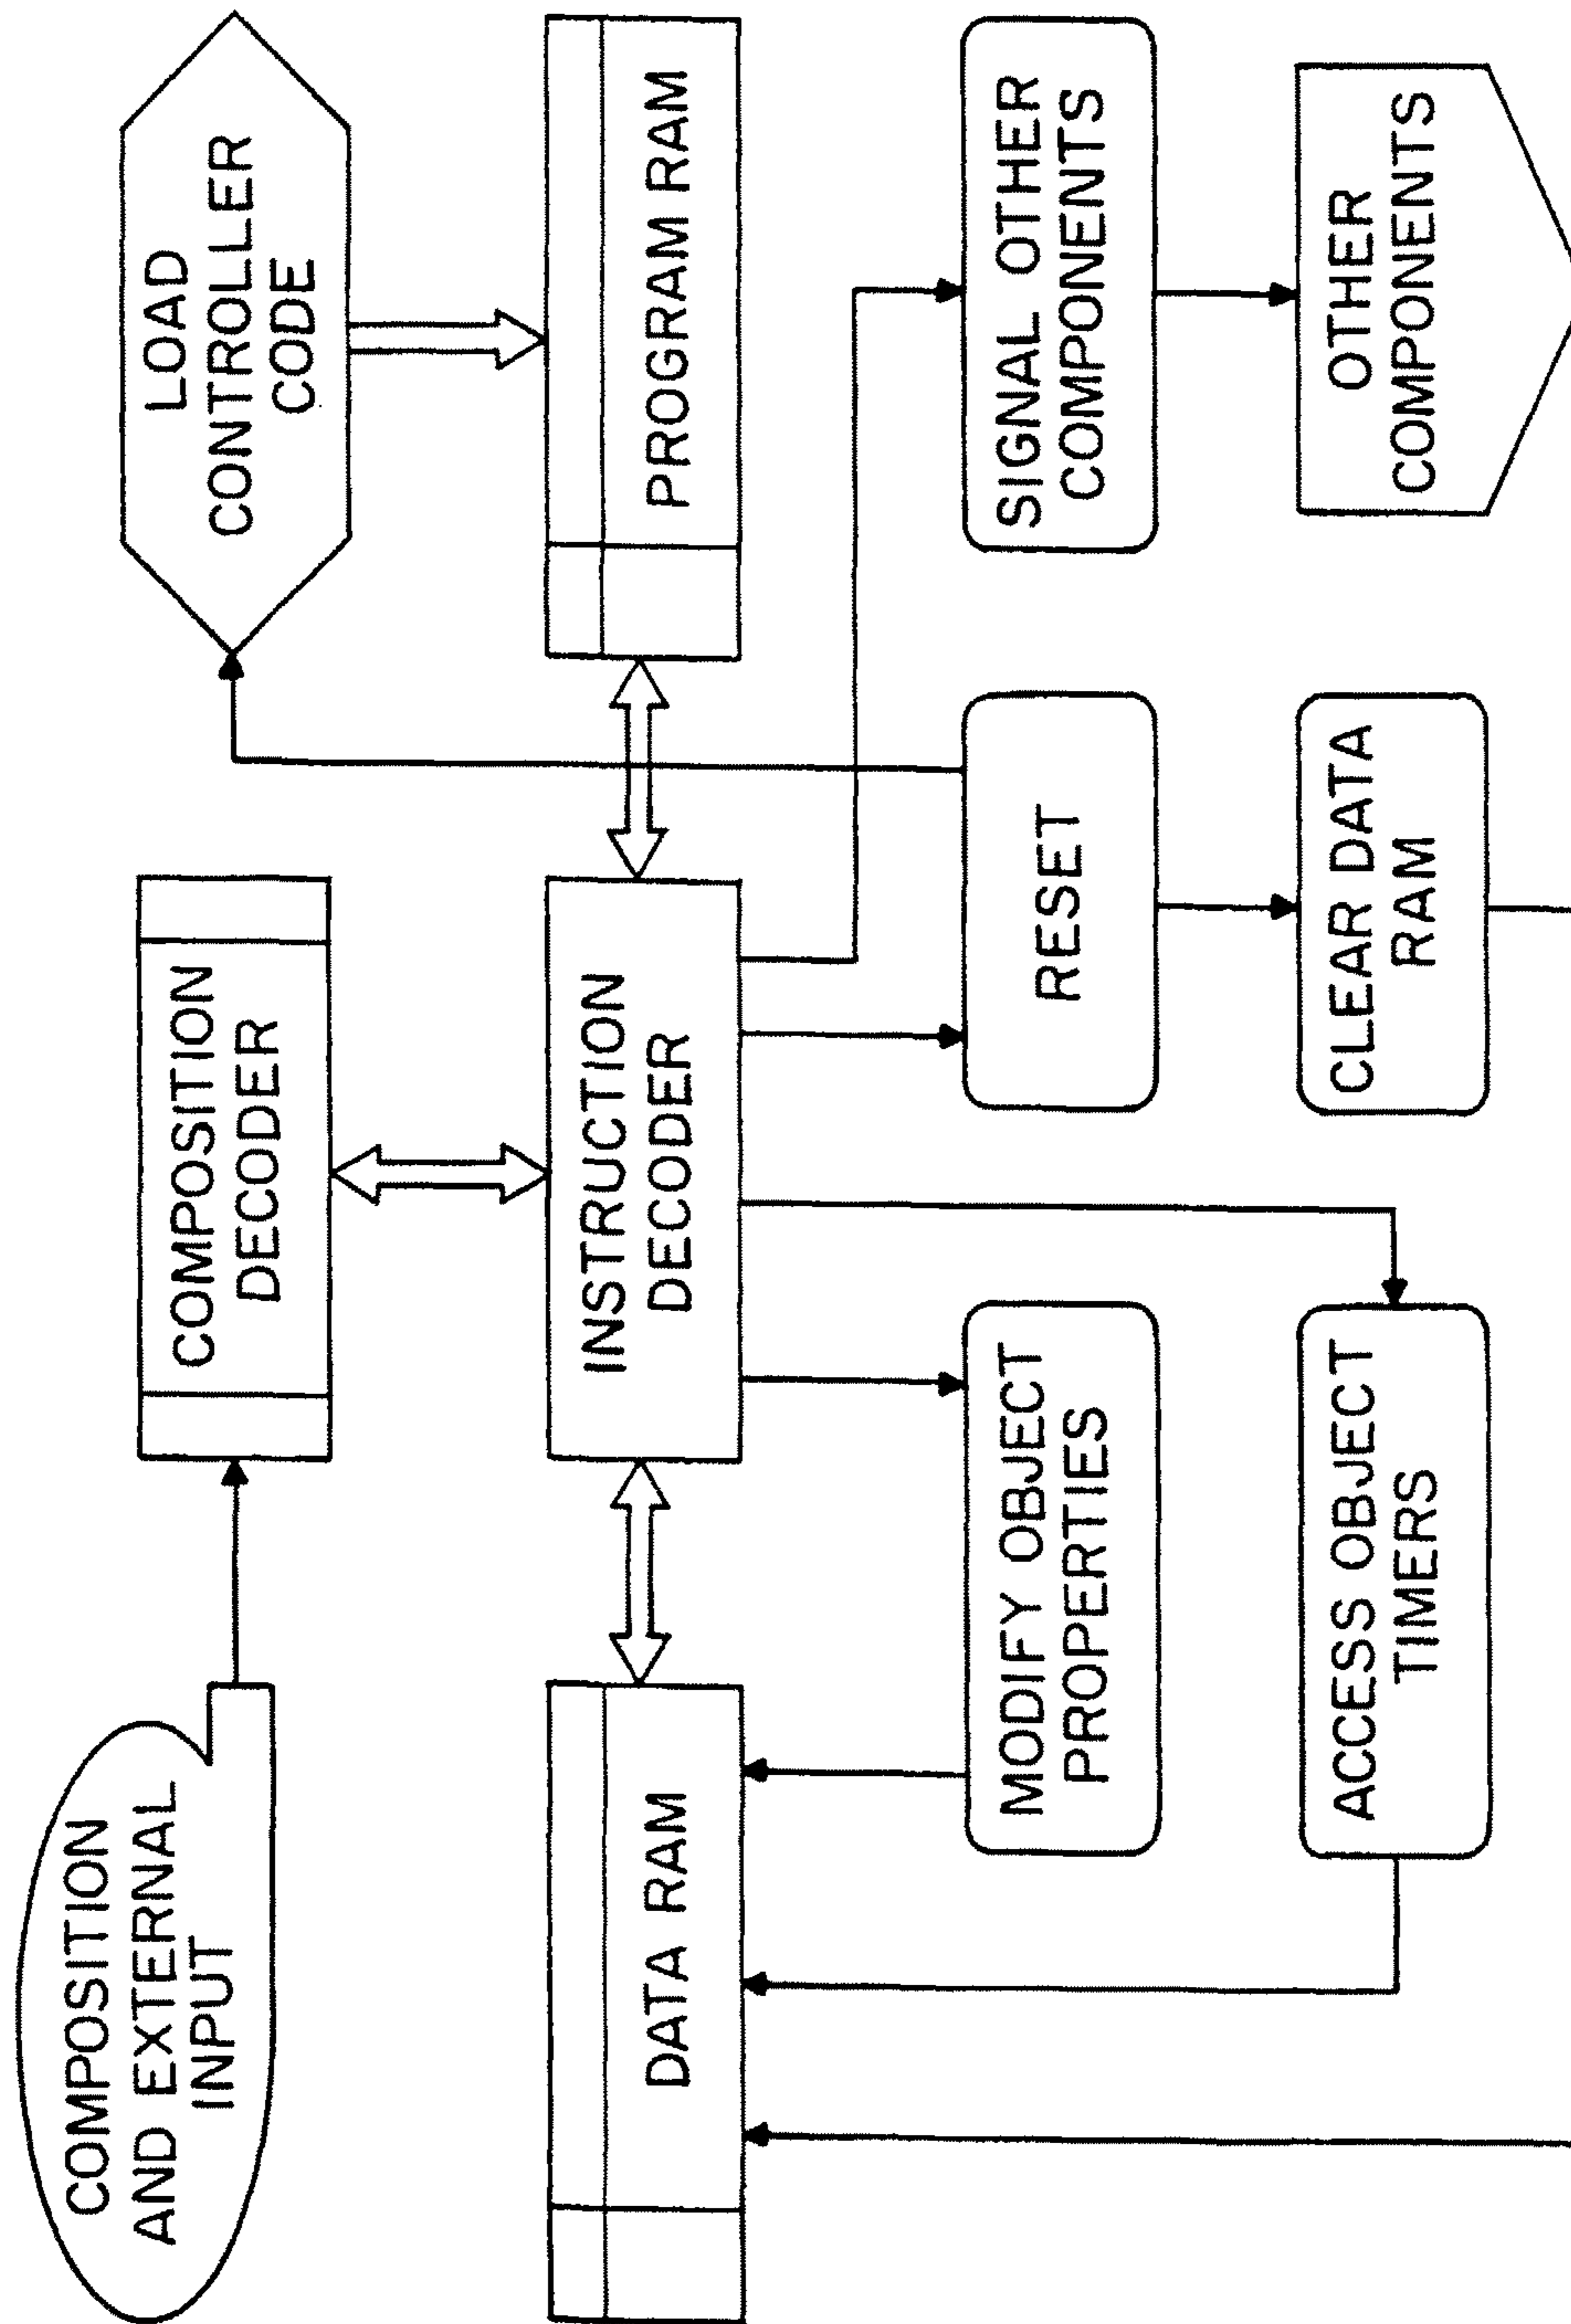 COMPOSITION
AND EXTERNAL
INPUT
COMPOSITION
DECODER
LOAD
CONTROLLER
CODE
DATA RAM
INSTRUCTION
DECODER
PROGRAM RAM
MODIFY OBJECT
PROPERTIES
RESET
SIGNAL OTHER
COMPONENTS
ACCESS OBJECT
TIMERS
CLEAR DATA
RAM
OTHER
COMPONENTS